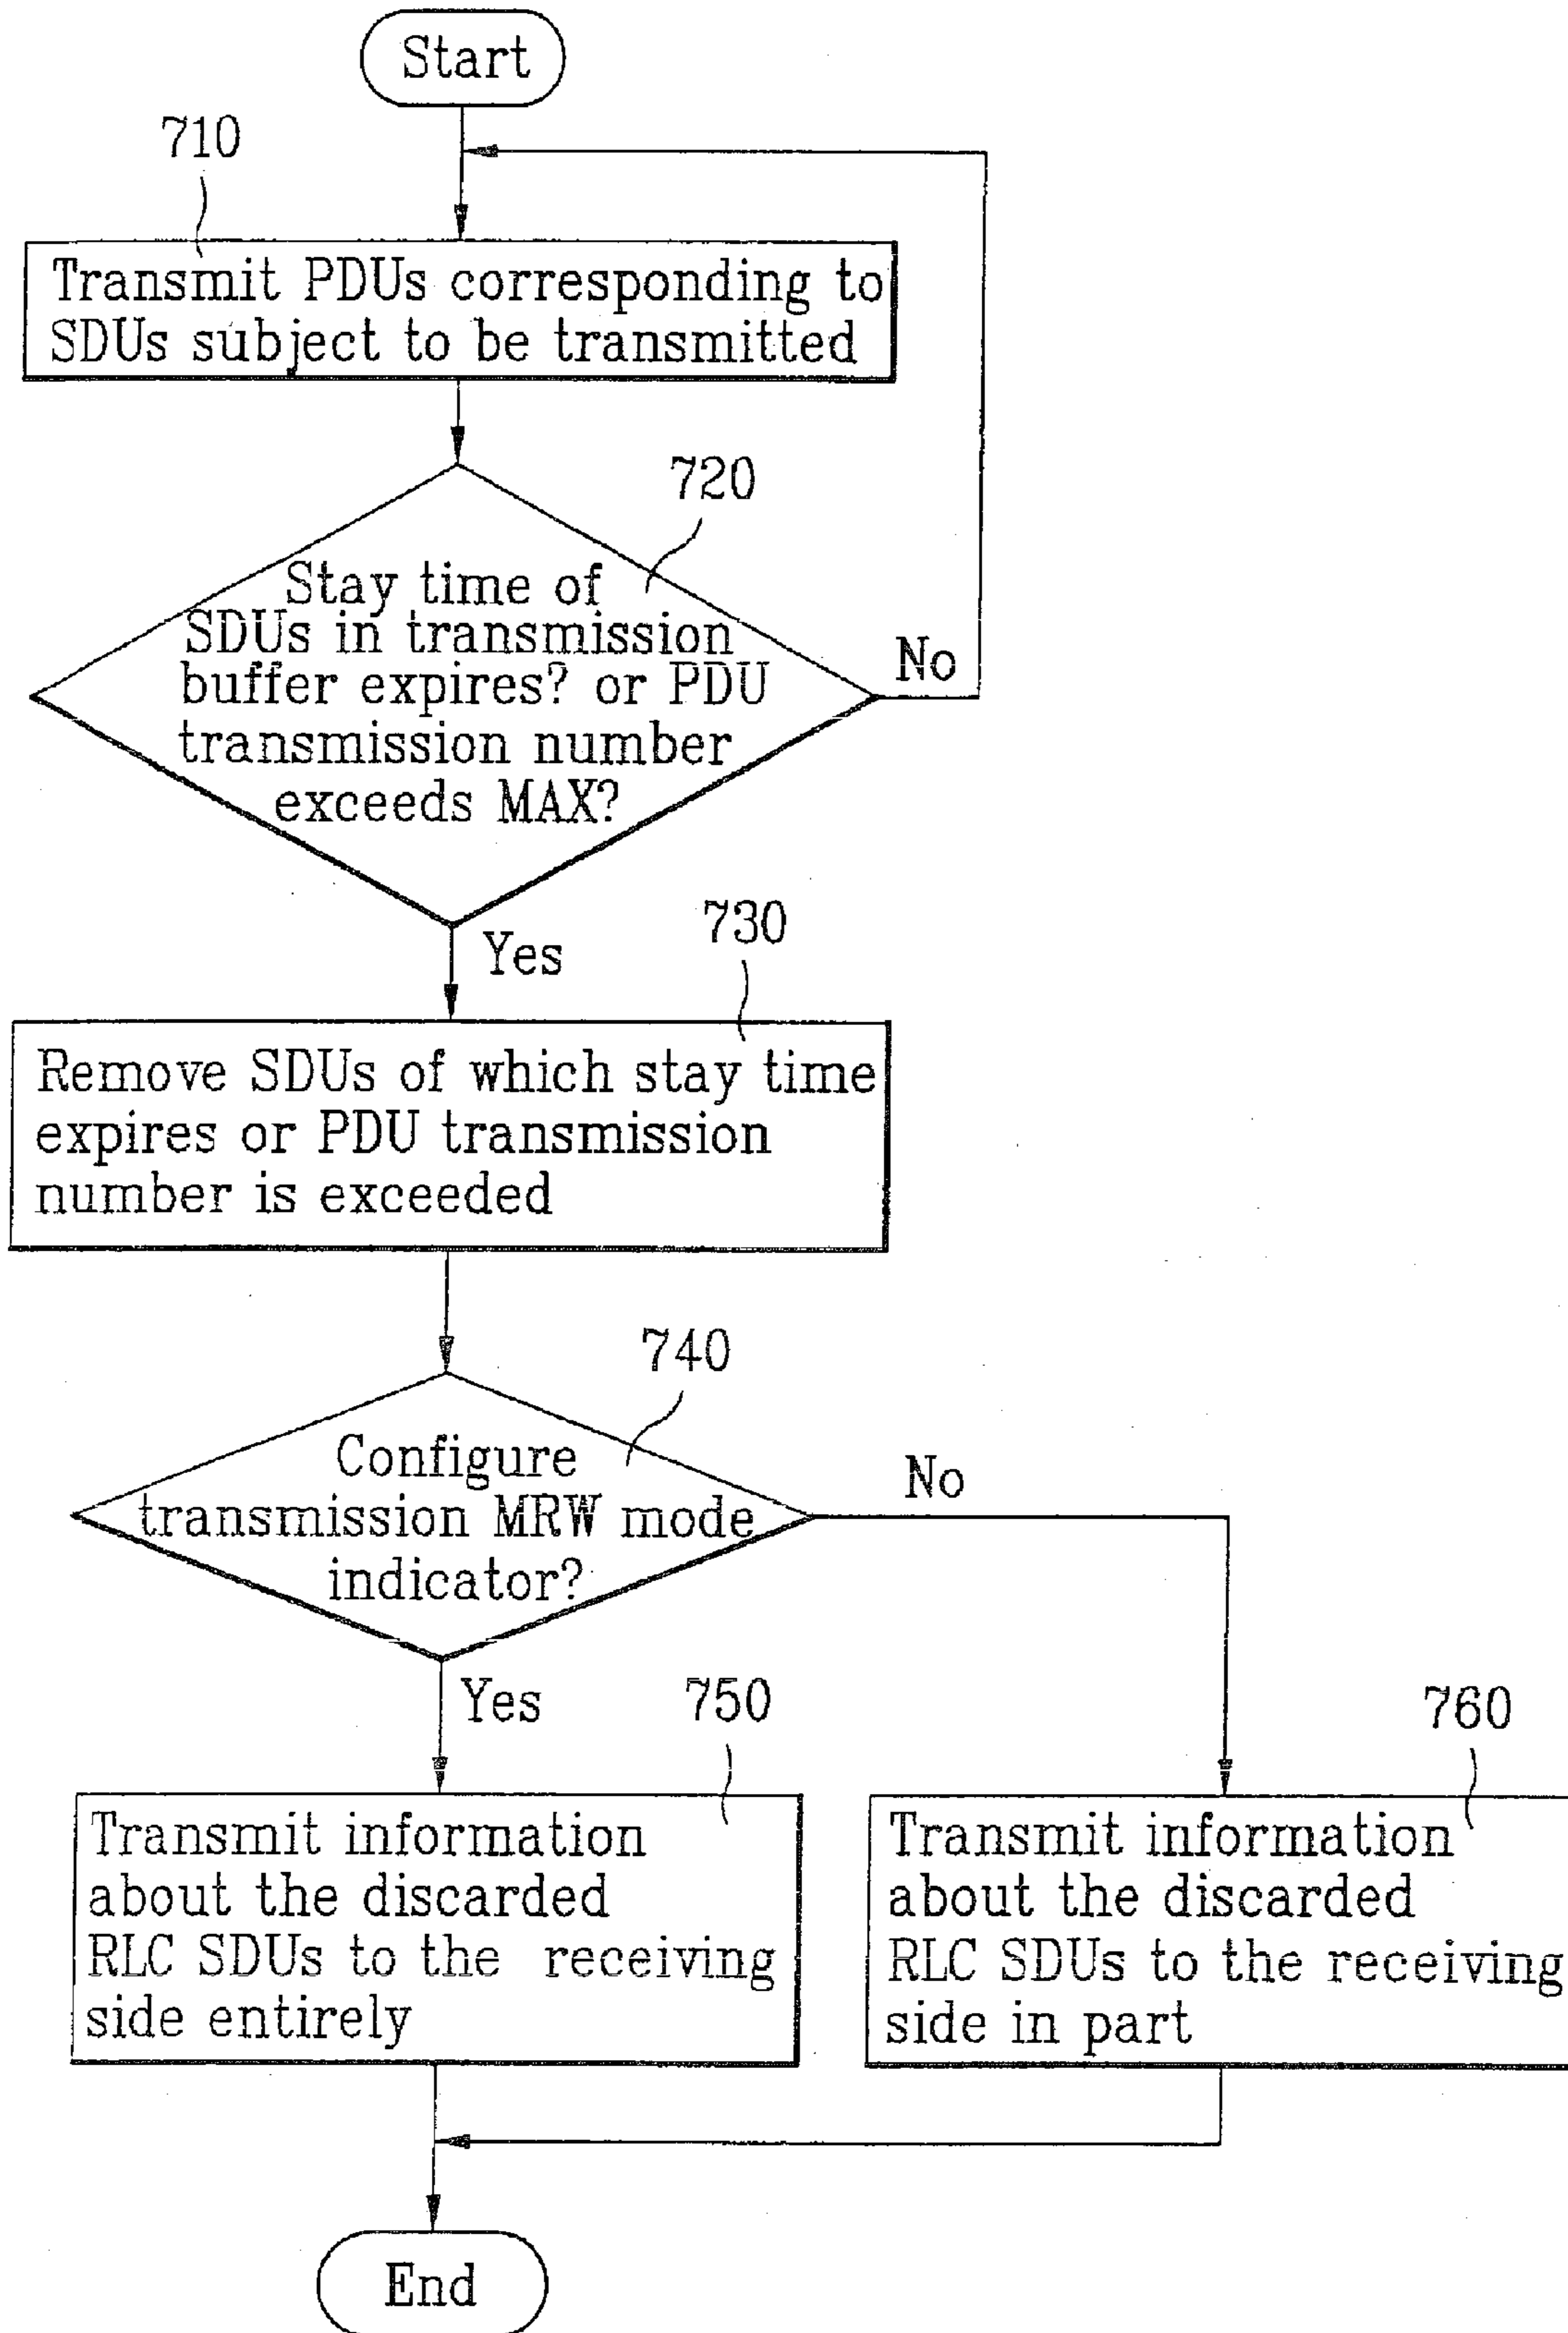 Start
710
Transmit PDUs corresponding to
SDUs subject to be transmitted
720
Stay time of
SDUs in transmission
buffer expires? or PDU
transmission number
exceeds MAX?
No
Yes
730
Remove SDUs of which stay time
expires or PDU transmission
number is exceeded
740
Configure
transmission MRW mode
indicator?
No
Yes
750
Transmit information
about the discarded
RLC SDUs to the receiving
side entirely
760
Transmit information
about the discarded
RLC SDUs to the receiving
side in part
End